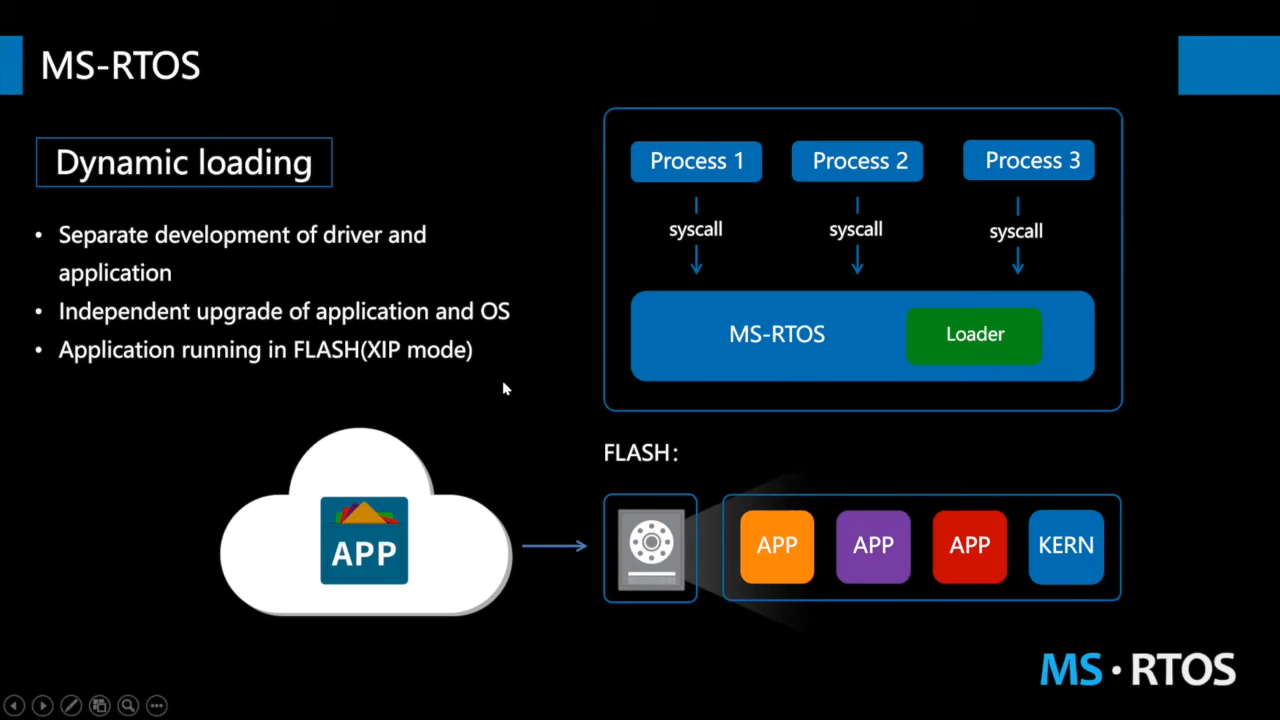 MS-RTOS
Dynamic loading
• Separate development of driver and
application
• Independent upgrade of application and OS
• Application running in FLASH(XIP mode)
Process 1
Process 2
Process 3
syscall
syscall
syscall
MS-RTOS
Loader
FLASH:
APP
APP
APP
APP
KERN
MS·RTOS